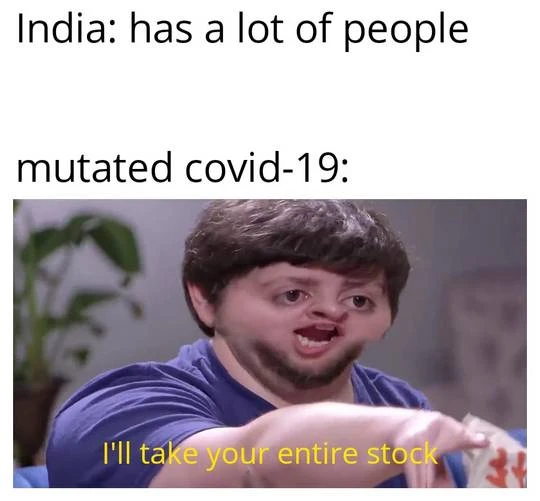 India: has a lot of people
mutated covid-19:
I'll take your entire stock